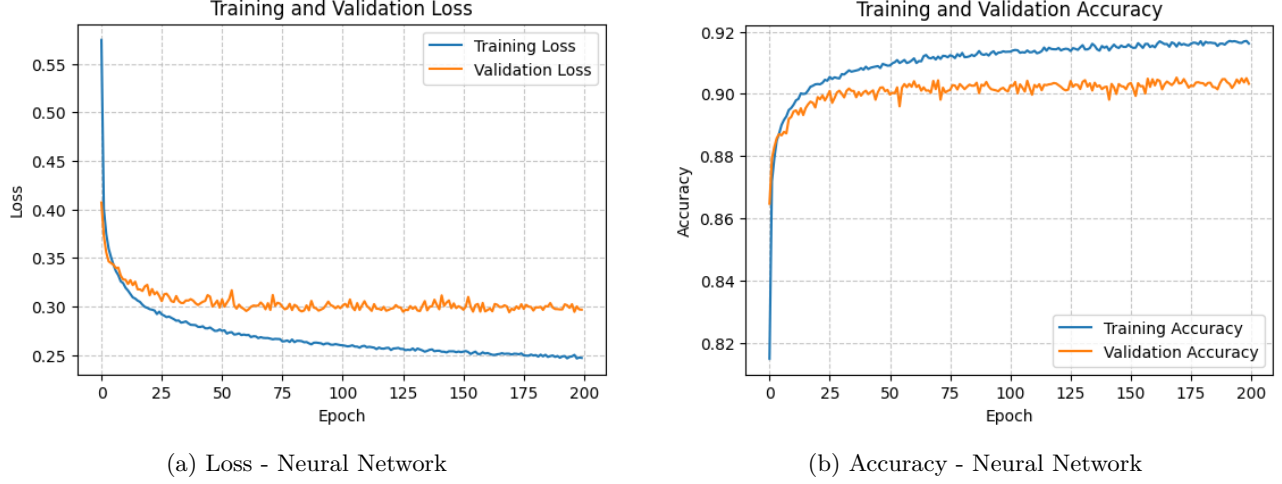 Training and Validation Loss
Training Loss
Validation Loss
0.55
0.50
0.45
0.40
0.35
0.30
0.25
Loss
0 25 50 75 100 125 150 175 200
Epoch
(a) Loss - Neural Network
Training and Validation Accuracy
0.92
0.90
0.88
0.86
0.84
0.82
Accuracy
Training Accuracy
Validation Accuracy
0 25 50 75 100 125 150 175 200
Epoch
(b) Accuracy - Neural Network